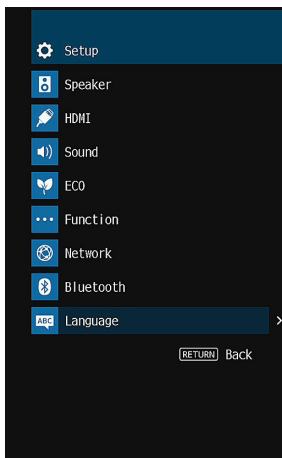 Setup
Speaker
HDMI
Sound
ECO
Function
Network
Bluetooth
ABC Language
RETURN Back